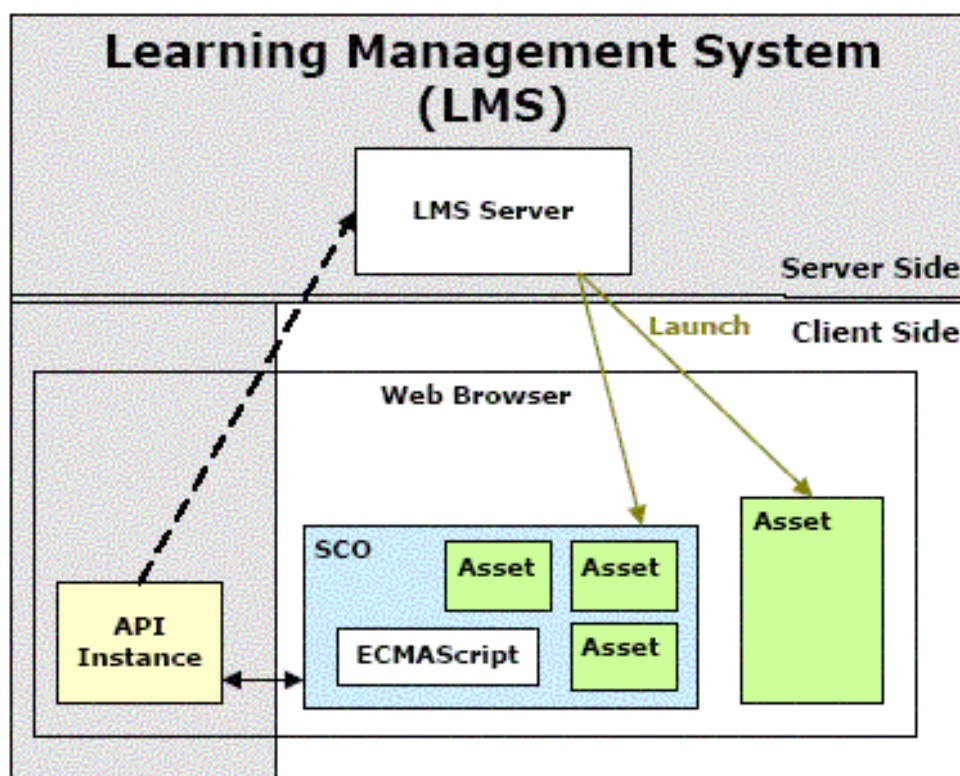 Learning Management System
(LMS)
LMS Server
Server Side
Launch
Client Side
Web Browser
Asset
SCO
Asset
Asset
API
Instance
ECMAScript
Asset